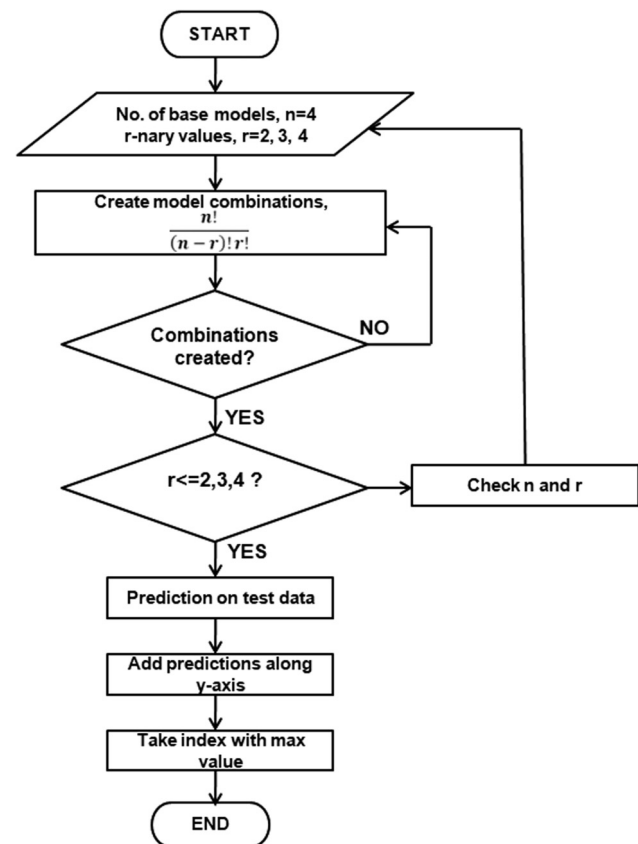 START
No. of base models, n=4
r-nary values, r=2, 3, 4
Create model combinations,
n!
(n − r)! r!
Combinations
created?
NO
YES
r<=2,3,4 ?
Check n and r
YES
Prediction on test data
Add predictions along
y-axis
Take index with max
value
END